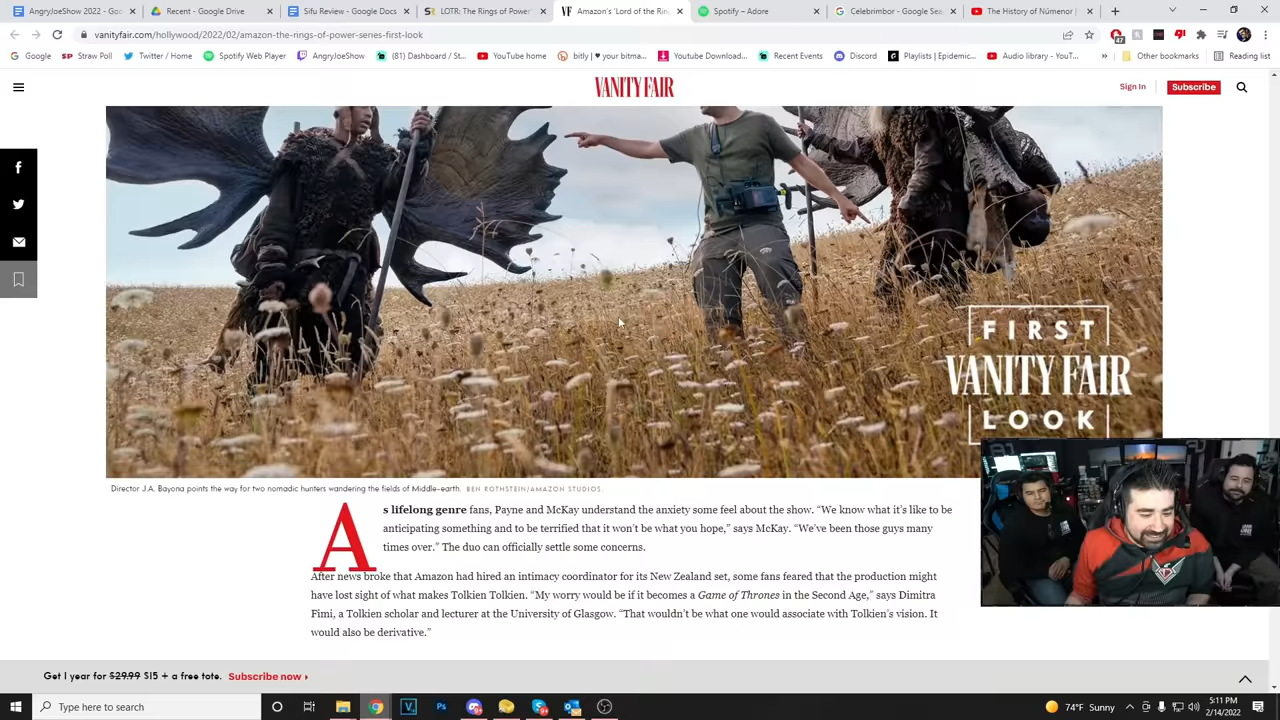 AngryJoeShow 2022 - Goo
Recent - Google Drive
Sifu Review - Google Docs
LOTR: The Rings of Power
Amazon's 'Lord of the Ring
Spotify – Adore
Celebrimbor - Google Sea
The History of Númenor |
vanityfair.com/hollywood/2022/02/amazon-the-rings-of-power-series-first-look
47
Google
Straw Poll
Twitter / Home
Spotify Web Player
AngryJoeShow
(81) Dashboard / St...
YouTube home
bitly | ♥ your bitma...
Youtube Download...
Recent Events
Discord
Playlists | Epidemic...
Audio library - YouT...
»
Other bookmarks
Reading list
VANITY FAIR
Sign In
Subscribe
FIRST
VANITY FAIR
LOOK
Director J.A. Bayona points the way for two nomadic hunters wandering the fields of Middle-earth. BEN ROTHSTEIN/AMAZON STUDIOS.
As lifelong genre fans, Payne and McKay understand the anxiety some feel about the show. “We know what it’s like to be
anticipating something and to be terrified that it won’t be what you hope,” says McKay. “We’ve been those guys many
times over.” The duo can officially settle some concerns.
After news broke that Amazon had hired an intimacy coordinator for its New Zealand set, some fans feared that the production might
have lost sight of what makes Tolkien Tolkien. “My worry would be if it becomes a Game of Thrones in the Second Age,” says Dimitra
Fimi, a Tolkien scholar and lecturer at the University of Glasgow. “That wouldn’t be what one would associate with Tolkien’s vision. It
would also be derivative.”
Get 1 year for $29.99 $15 + a free tote. Subscribe now
Type here to search
74°F Sunny
5:11 PM
2/14/2022